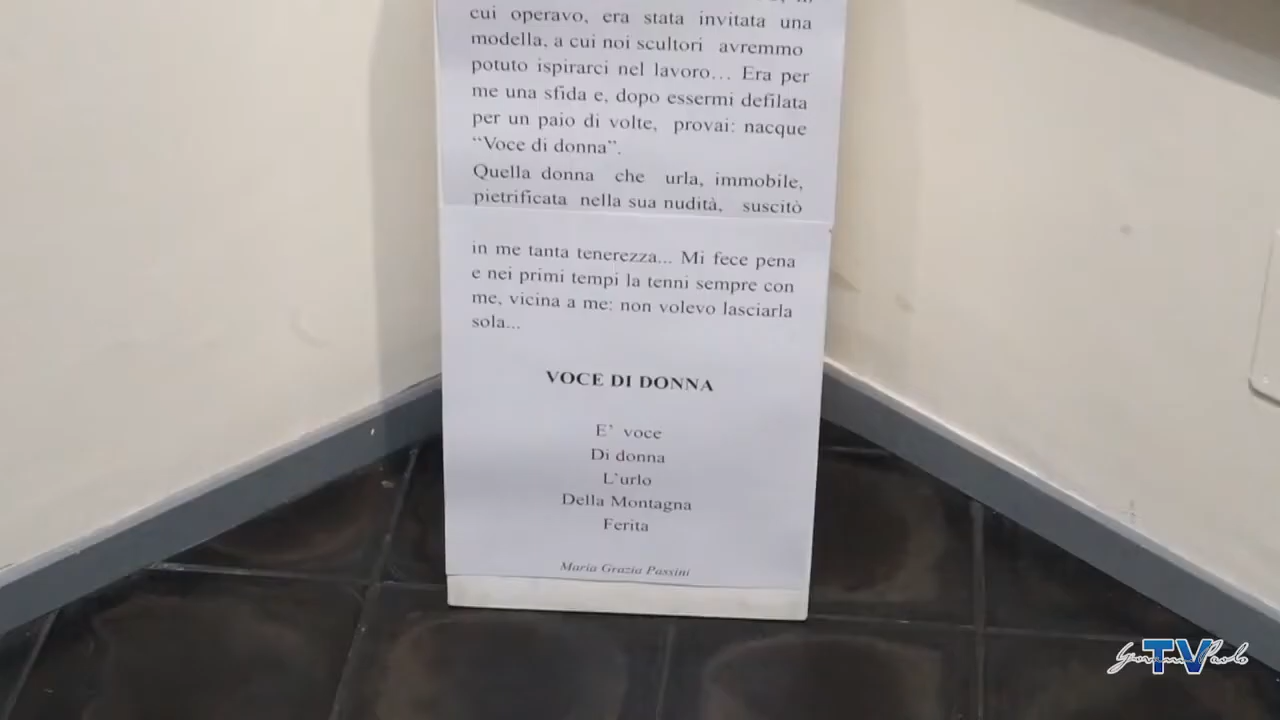 cui operavo, era stata invitata una
modella, a cui noi scultori avremmo
potuto ispirarci nel lavoro... Era per
me una sfida e, dopo essermi defilata
per un paio di volte, provai: nacque
“Voce di donna”.
Quella donna che urla, immobile,
pietrificata nella sua nudità, suscitò
in me tanta tenerezza... Mi fece pena
e nei primi tempi la tenni sempre con
me, vicina a me: non volevo lasciarla
sola...
VOCE DI DONNA
E’ voce
Di donna
L’urlo
Della Montagna
Ferita
Maria Grazia Passini
Giovanni Paolo TV